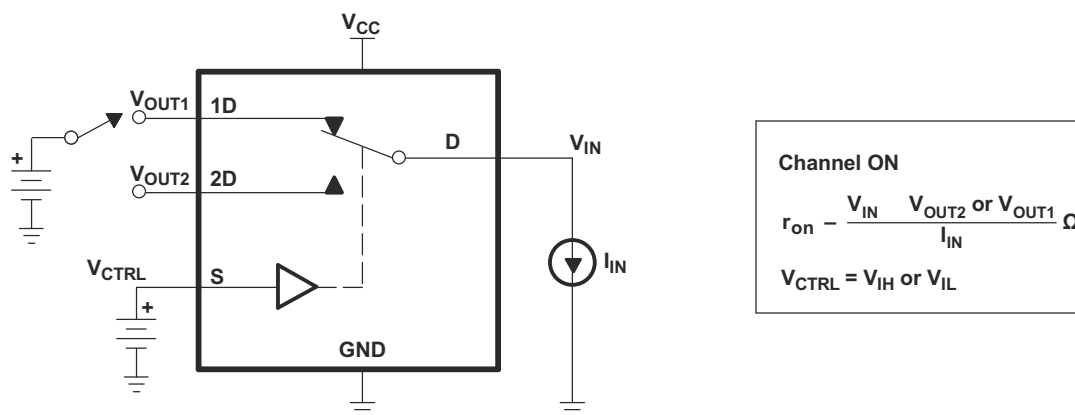 VCC
VOUT1 1D
D VIN
VOUT2 2D
VCTRL S
IIN
GND
+
+
Channel ON
ron – VIN VOUT2 or VOUT1 / IIN Ω
VCTRL = VIH or VIL